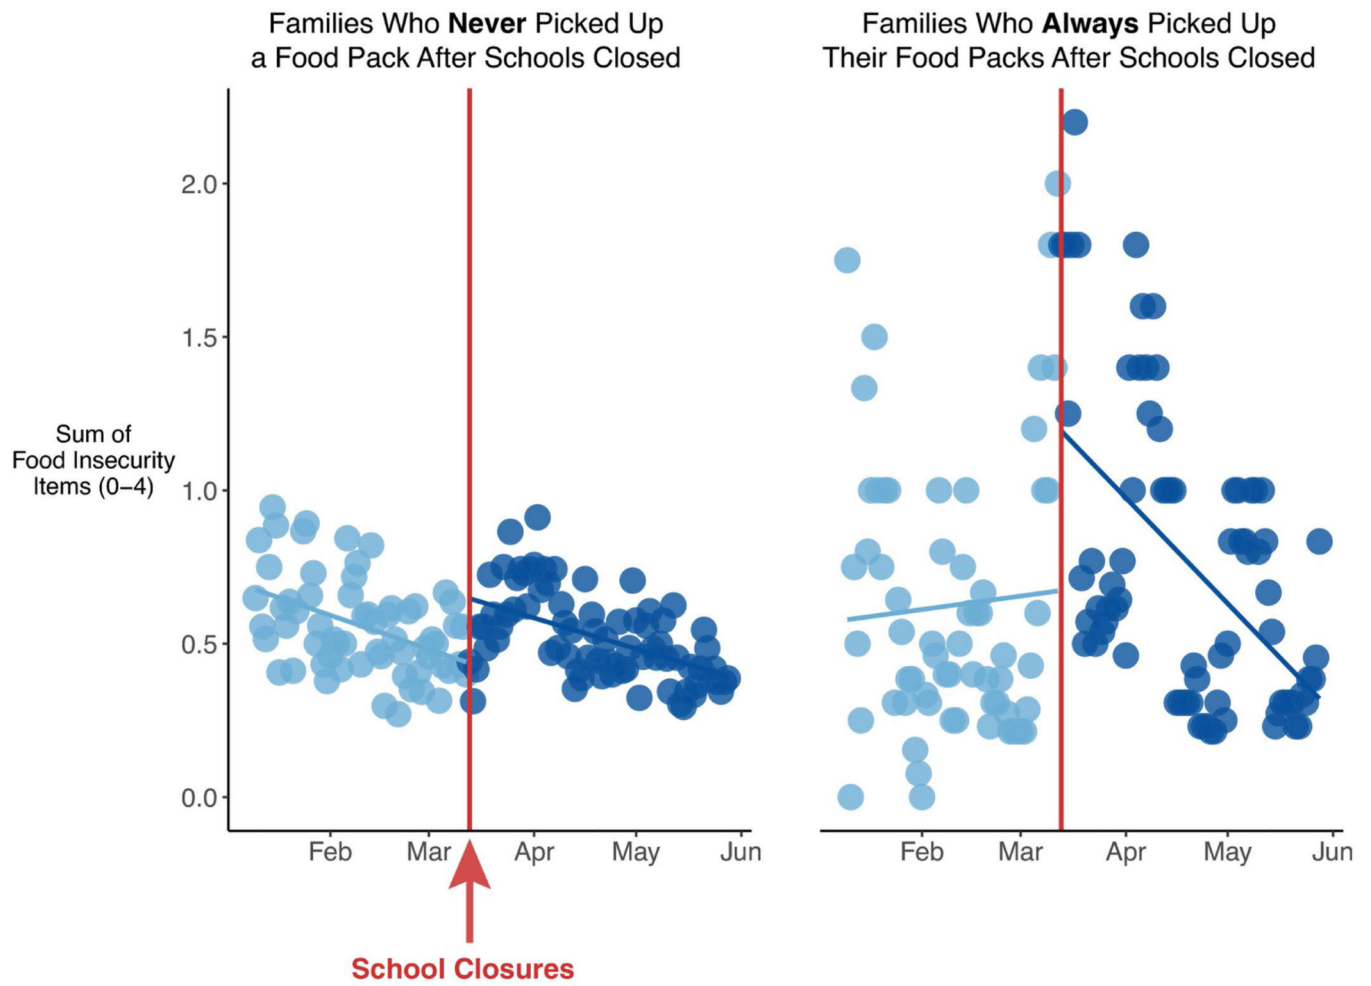 Families Who Never Picked Up
a Food Pack After Schools Closed
Families Who Always Picked Up
Their Food Packs After Schools Closed
Sum of
Food Insecurity
Items (0–4)
2.0
1.5
1.0
0.5
0.0
Feb Mar Apr May Jun
Feb Mar Apr May Jun
School Closures